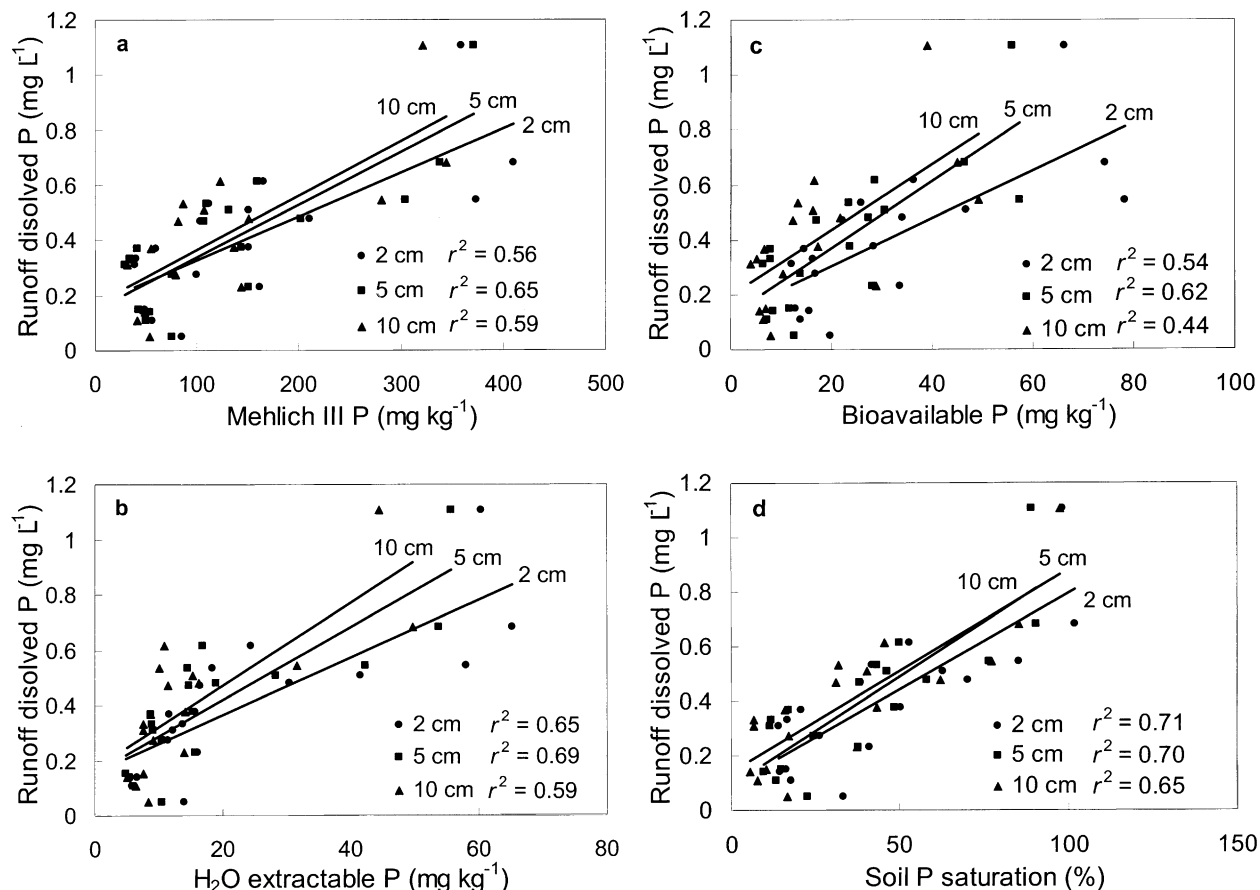 a
Runoff dissolved P (mg L⁻¹)
1.2
1
0.8
0.6
0.4
0.2
0
10 cm
5 cm
2 cm
2 cm r² = 0.56
5 cm r² = 0.65
10 cm r² = 0.59
0 100 200 300 400 500
Mehlich III P (mg kg⁻¹)
c
Runoff dissolved P (mg L⁻¹)
1.2
1
0.8
0.6
0.4
0.2
0
10 cm
5 cm
2 cm
2 cm r² = 0.54
5 cm r² = 0.62
10 cm r² = 0.44
0 20 40 60 80 100
Bioavailable P (mg kg⁻¹)
b
Runoff dissolved P (mg L⁻¹)
1.2
1
0.8
0.6
0.4
0.2
0
10 cm
5 cm
2 cm
2 cm r² = 0.65
5 cm r² = 0.69
10 cm r² = 0.59
0 20 40 60 80
H₂O extractable P (mg kg⁻¹)
d
Runoff dissolved P (mg L⁻¹)
1.2
1
0.8
0.6
0.4
0.2
0
5 cm
10 cm
2 cm
2 cm r² = 0.71
5 cm r² = 0.70
10 cm r² = 0.65
0 50 100 150
Soil P saturation (%)